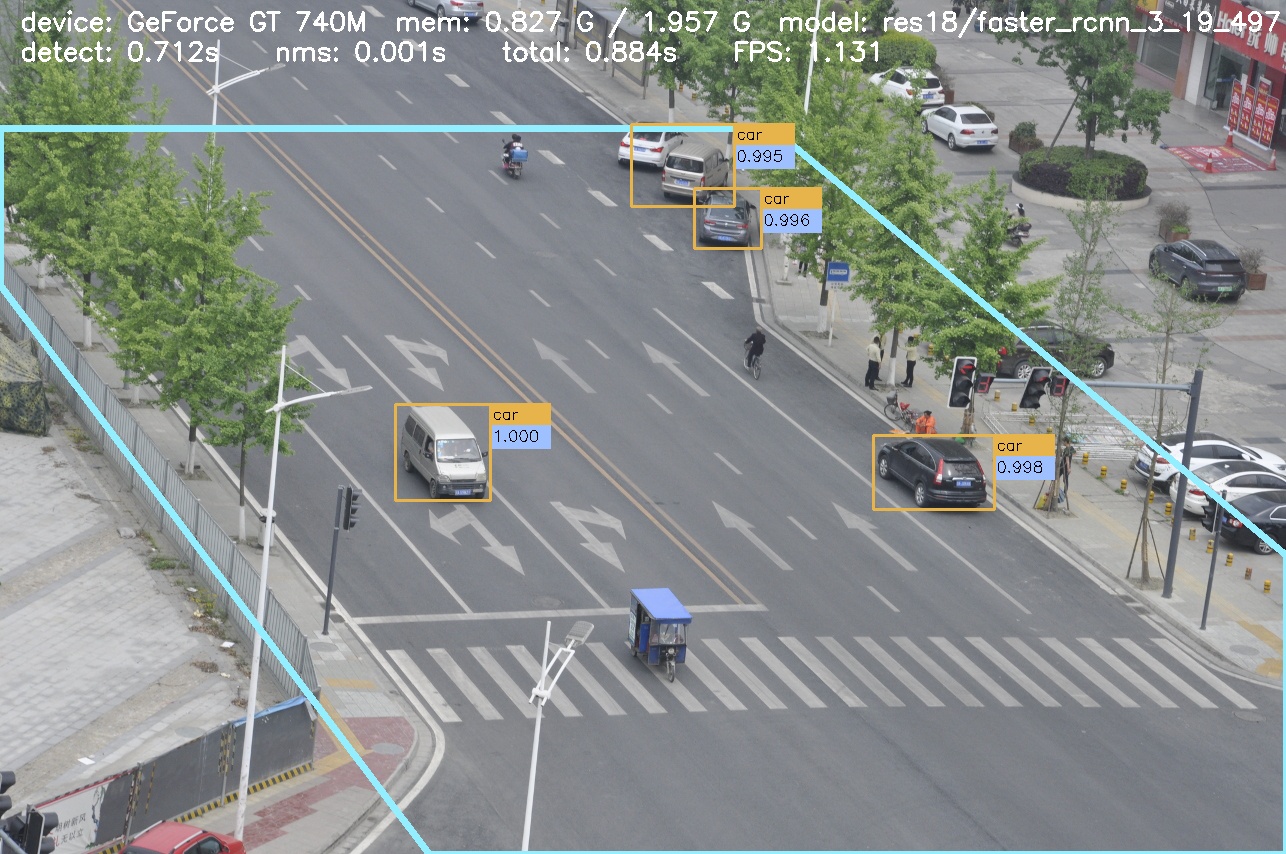 device: GeForce GT 740M mem: 0.827 G / 1.957 G model: res18/faster_rcnn_3_19_497
detect: 0.712s nms: 0.001s total: 0.884s FPS: 1.131
car
0.995
car
0.996
car
1.000
car
0.998